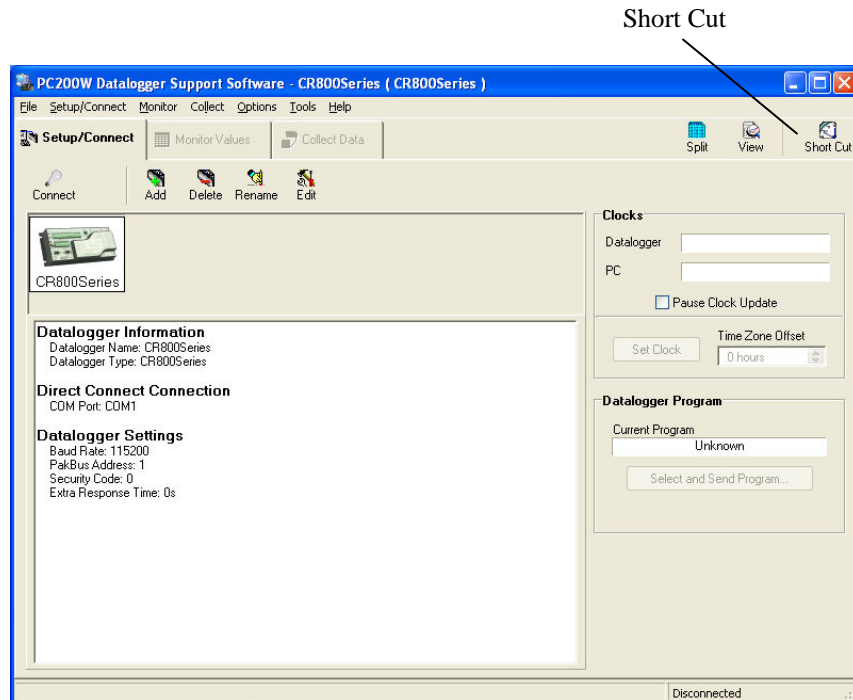 Short Cut
PC200W Datalogger Support Software - CR800Series ( CR800Series )
File Setup/Connect Monitor Collect Options Tools Help
Setup/Connect Monitor Values Collect Data
Split View Short Cut
Connect Add Delete Rename Edit
CR800Series
Datalogger Information
Datalogger Name: CR800Series
Datalogger Type: CR800Series
Direct Connect Connection
COM Port: COM1
Datalogger Settings
Baud Rate: 115200
PakBus Address: 1
Security Code: 0
Extra Response Time: 0s
Clocks
Datalogger
PC
Pause Clock Update
Time Zone Offset
Set Clock 0 hours
Datalogger Program
Current Program
Unknown
Select and Send Program...
Disconnected